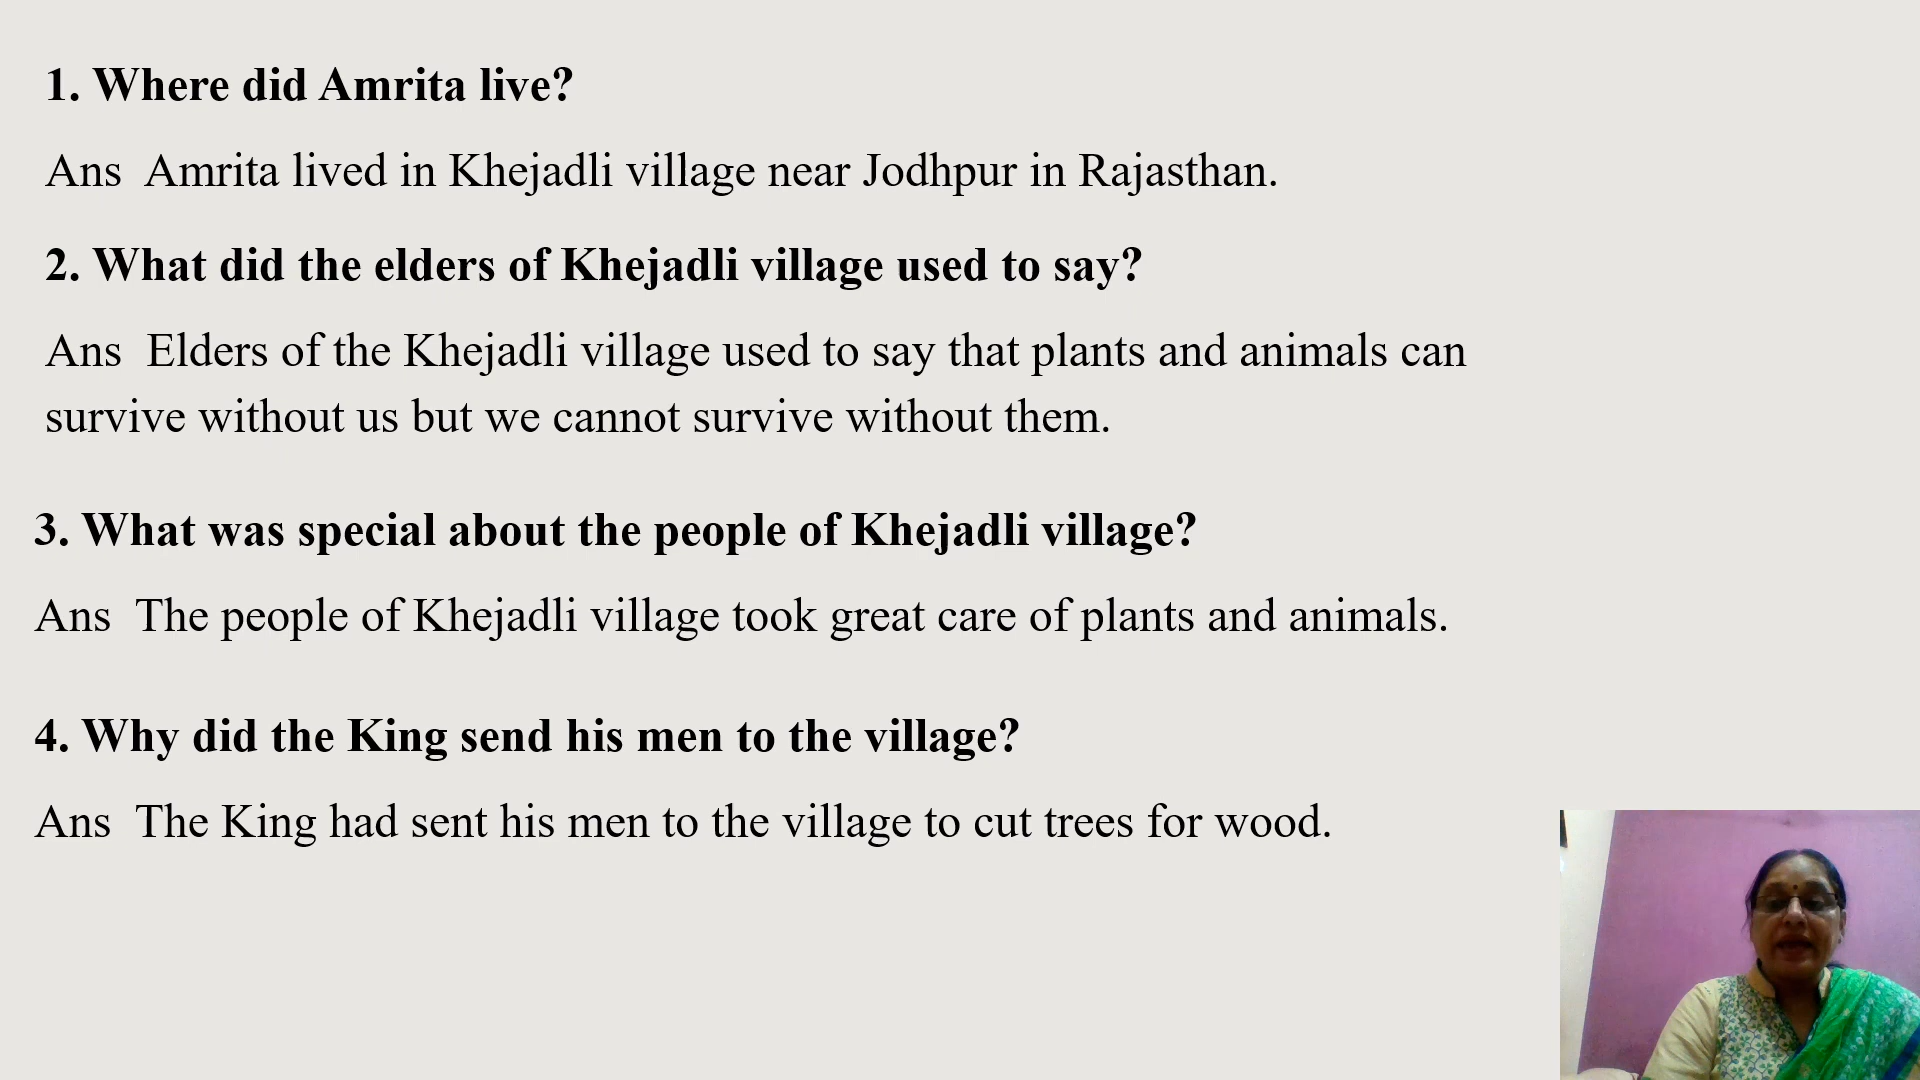 1. Where did Amrita live?
Ans  Amrita lived in Khejadli village near Jodhpur in Rajasthan.
2. What did the elders of Khejadli village used to say?
Ans  Elders of the Khejadli village used to say that plants and animals can
survive without us but we cannot survive without them.
3. What was special about the people of Khejadli village?
Ans  The people of Khejadli village took great care of plants and animals.
4. Why did the King send his men to the village?
Ans  The King had sent his men to the village to cut trees for wood.